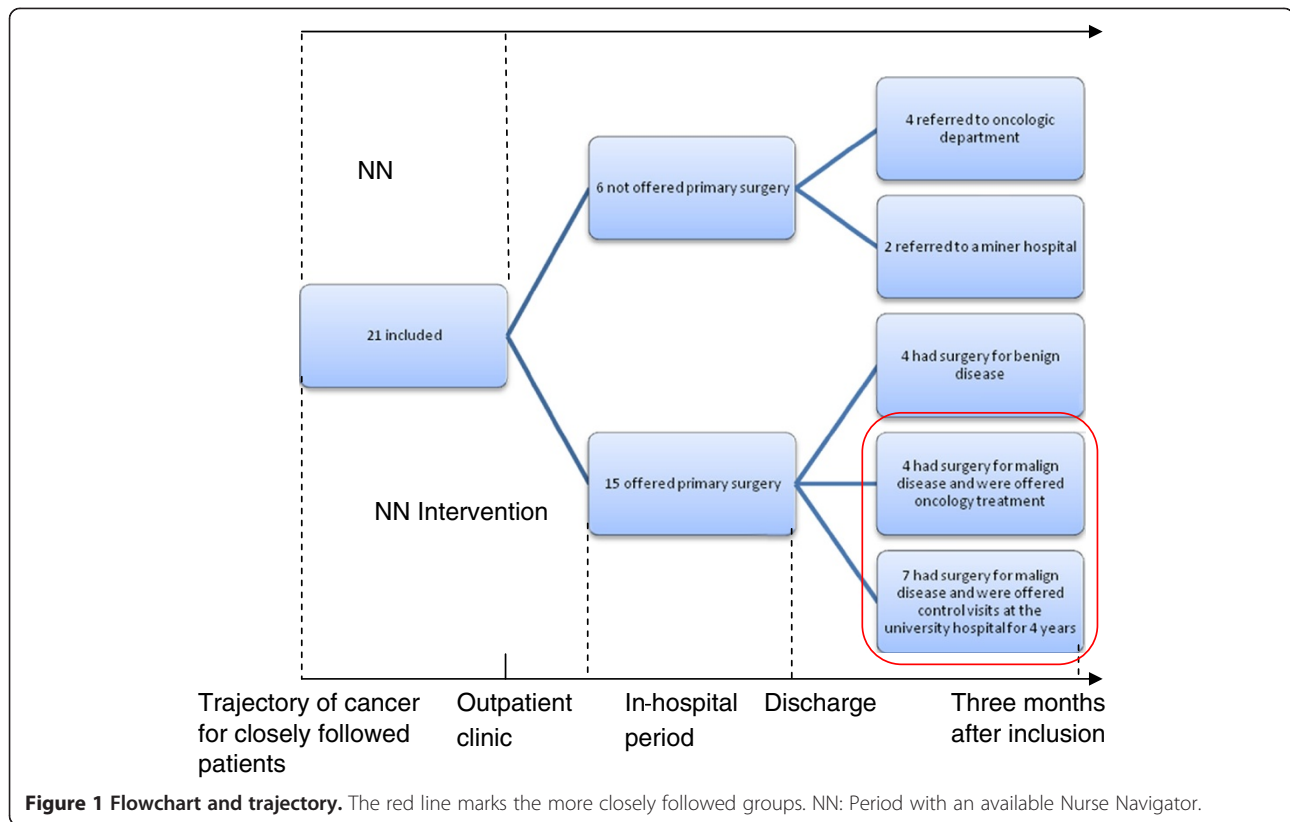 NN
4 referred to oncologic
department
6 not offered primary surgery
2 referred to a miner hospital
21 included
4 had surgery for benign
disease
NN Intervention
15 offered primary surgery
4 had surgery for malign
disease and were offered
oncology treatment
7 had surgery for malign
disease and were offered
control visits at the
university hospital for 4 years
Trajectory of cancer
for closely followed
patients
Outpatient
clinic
In-hospital
period
Discharge
Three months
after inclusion
Figure 1 Flowchart and trajectory. The red line marks the more closely followed groups. NN: Period with an available Nurse Navigator.